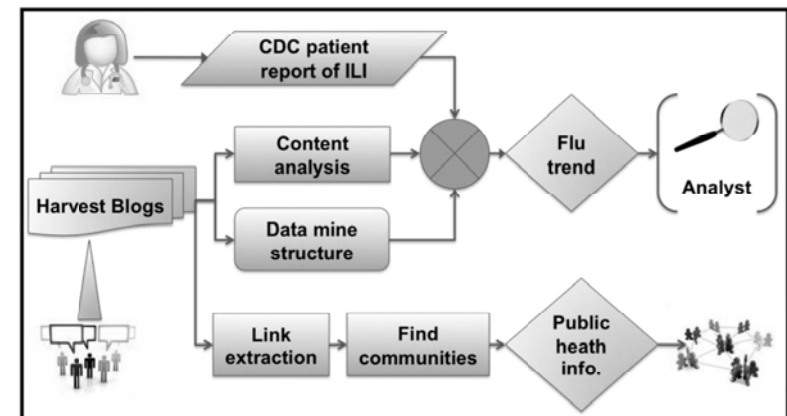 CDC patient
report of ILI
Content
analysis
Flu
trend
Analyst
Harvest Blogs
Data mine
structure
Link
extraction
Find
communities
Public
heath
info.